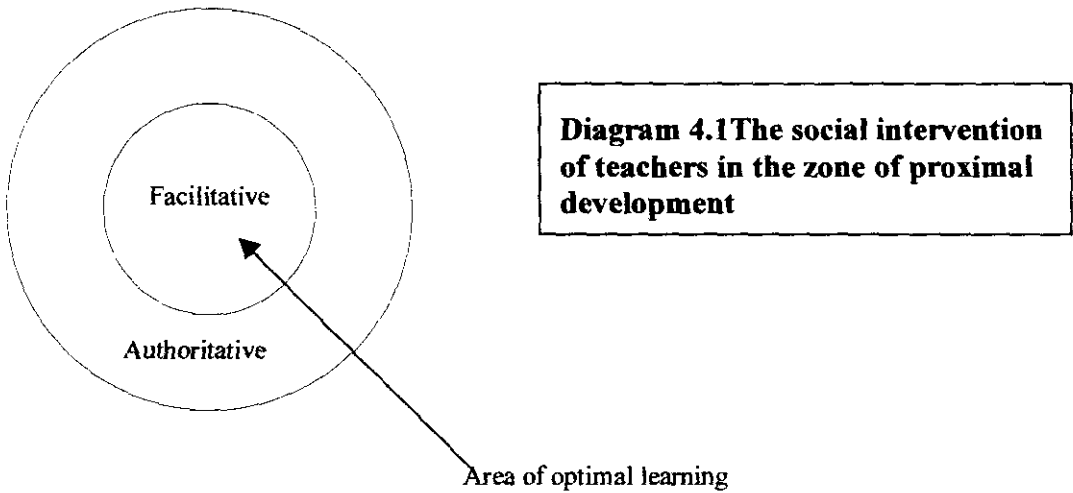 Facilitative
Authoritative
Area of optimal learning
Diagram 4.1The social intervention
of teachers in the zone of proximal
development